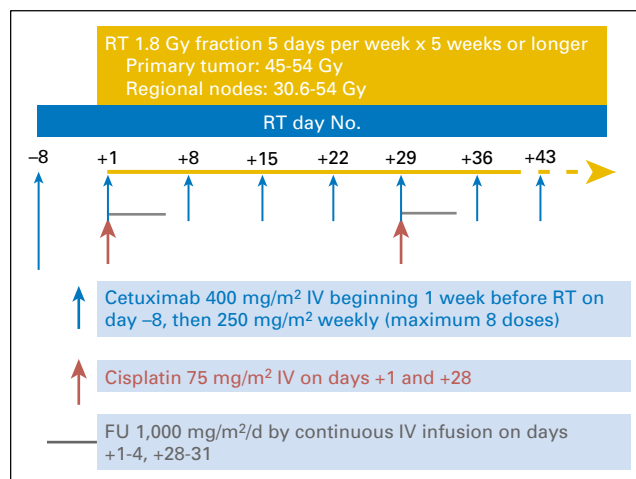 RT 1.8 Gy fraction 5 days per week x 5 weeks or longer
Primary tumor: 45-54 Gy
Regional nodes: 30.6-54 Gy
RT day No.
–8 +1 +8 +15 +22 +29 +36 +43
Cetuximab 400 mg/m² IV beginning 1 week before RT on
day –8, then 250 mg/m² weekly (maximum 8 doses)
Cisplatin 75 mg/m² IV on days +1 and +28
FU 1,000 mg/m²/d by continuous IV infusion on days
+1-4, +28-31